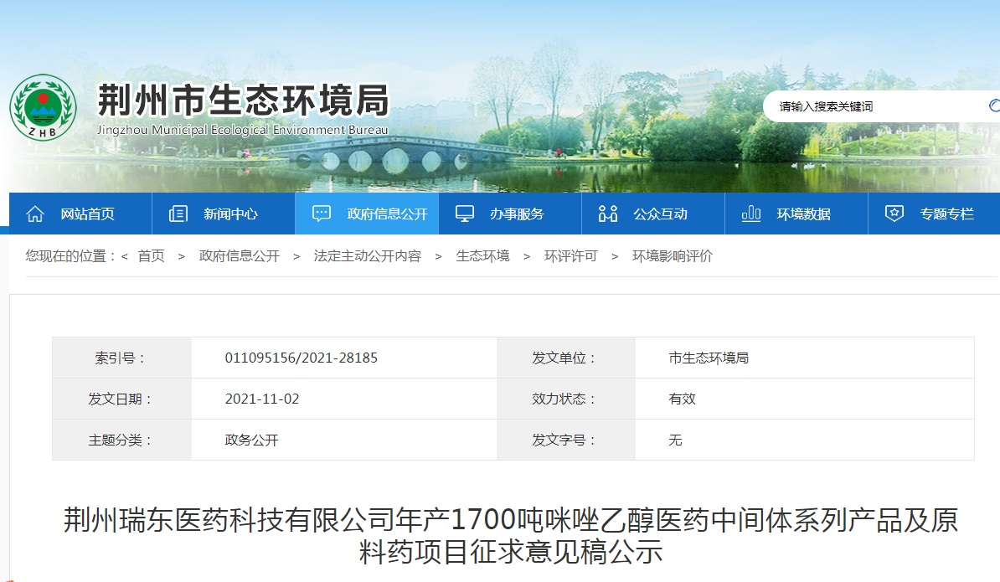 荆州市生态环境局
Jingzhou Municipal Ecological Environment Bureau
ZHB
请输入搜索关键词
网站首页 新闻中心 政府信息公开 办事服务 公众互动 环境数据 专题专栏
您现在的位置：< 首页 > 政府信息公开 > 法定主动公开内容 > 生态环境 > 环评许可 > 环境影响评价
索引号： 011095156/2021-28185 发文单位： 市生态环境局
发文日期： 2021-11-02 效力状态： 有效
主题分类： 政务公开 发文字号： 无
荆州瑞东医药科技有限公司年产1700吨咪唑乙醇医药中间体系列产品及原
料药项目征求意见稿公示